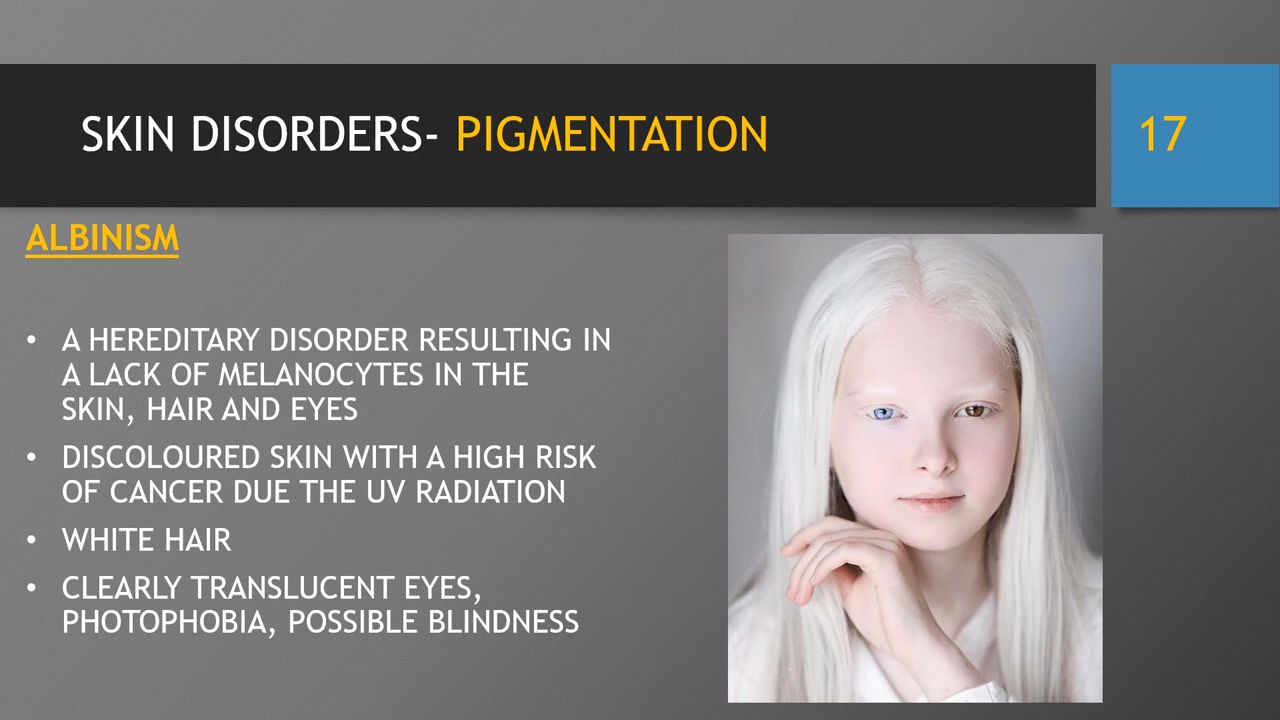 SKIN DISORDERS- PIGMENTATION
17
ALBINISM
• A HEREDITARY DISORDER RESULTING IN
A LACK OF MELANOCYTES IN THE
SKIN, HAIR AND EYES
• DISCOLOURED SKIN WITH A HIGH RISK
OF CANCER DUE THE UV RADIATION
• WHITE HAIR
• CLEARLY TRANSLUCENT EYES,
PHOTOPHOBIA, POSSIBLE BLINDNESS